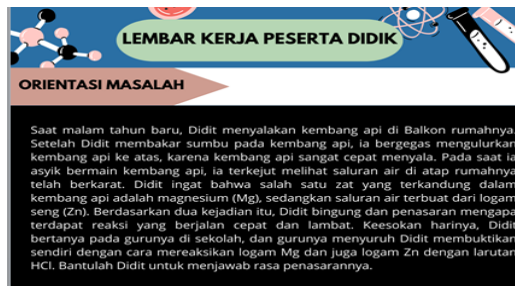 LEMBAR KERJA PESERTA DIDIK
ORIENTASI MASALAH
Saat malam tahun baru, Didit menyalakan kembang api di Balkon rumahnya.
Setelah Didit membakar sumbu pada kembang api, ia bergegas mengulurkan
kembang api ke atas, karena kembang api sangat cepat menyala. Pada saat ia
asyik bermain kembang api, ia terkejut melihat saluran air di atap rumahnya
telah berkarat. Didit ingat bahwa salah satu zat yang terkandung dalam
kembang api adalah magnesium (Mg), sedangkan saluran air terbuat dari logam
seng (Zn). Berdasarkan dua kejadian itu, Didit bingung dan penasaran mengapa
terdapat reaksi yang berjalan cepat dan lambat. Keesokan harinya, Didit
bertanya pada gurunya di sekolah, dan gurunya menyuruh Didit membuktikan
sendiri dengan cara mereaksikan logam Mg dan juga logam Zn dengan larutan
HCl. Bantulah Didit untuk menjawab rasa penasarannya.